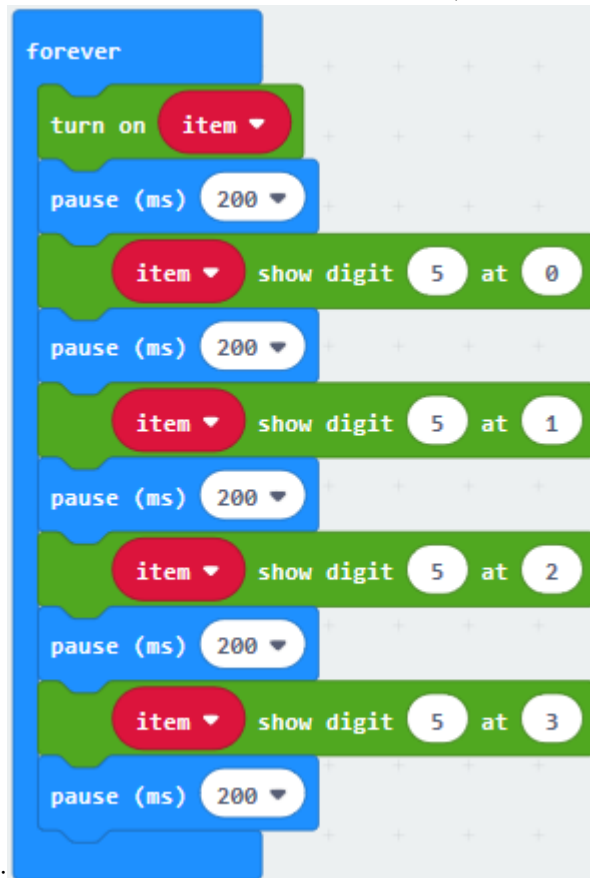 forever
turn on item
pause (ms) 200
item show digit 5 at 0
pause (ms) 200
item show digit 5 at 1
pause (ms) 200
item show digit 5 at 2
pause (ms) 200
item show digit 5 at 3
pause (ms) 200
.